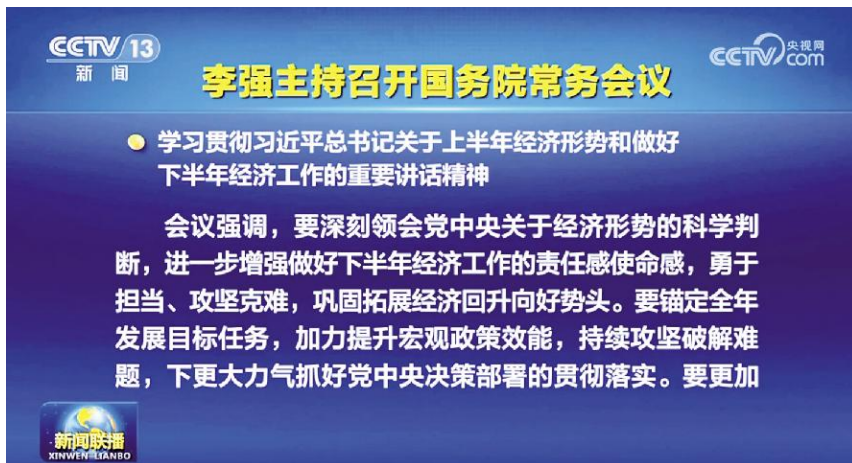 CCTV 13
新闻
央视网
CCTV.com
李强主持召开国务院常务会议
学习贯彻习近平总书记关于上半年经济形势和做好
下半年经济工作的重要讲话精神
会议强调，要深刻领会党中央关于经济形势的科学判
断，进一步增强做好下半年经济工作的责任感使命感，勇于
担当、攻坚克难，巩固拓展经济回升向好势头。要锚定全年
发展目标任务，加力提升宏观政策效能，持续攻坚破解难
题，下更大力气抓好党中央决策部署的贯彻落实。要更加
新闻联播
XINWEN LIANBO